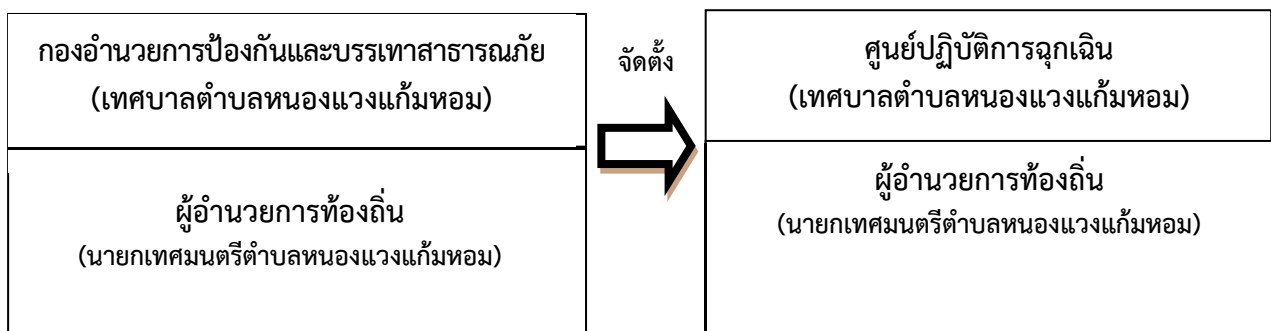 กองอำนวยการป้องกันและบรรเทาสาธารณภัย
(เทศบาลตำบลหนองแวงแก้มหอม)
ผู้อำนวยการท้องถิ่น
(นายกเทศมนตรีตำบลหนองแวงแก้มหอม)
จัดตั้ง
ศูนย์ปฏิบัติการฉุกเฉิน
(เทศบาลตำบลหนองแวงแก้มหอม)
ผู้อำนวยการท้องถิ่น
(นายกเทศมนตรีตำบลหนองแวงแก้มหอม)